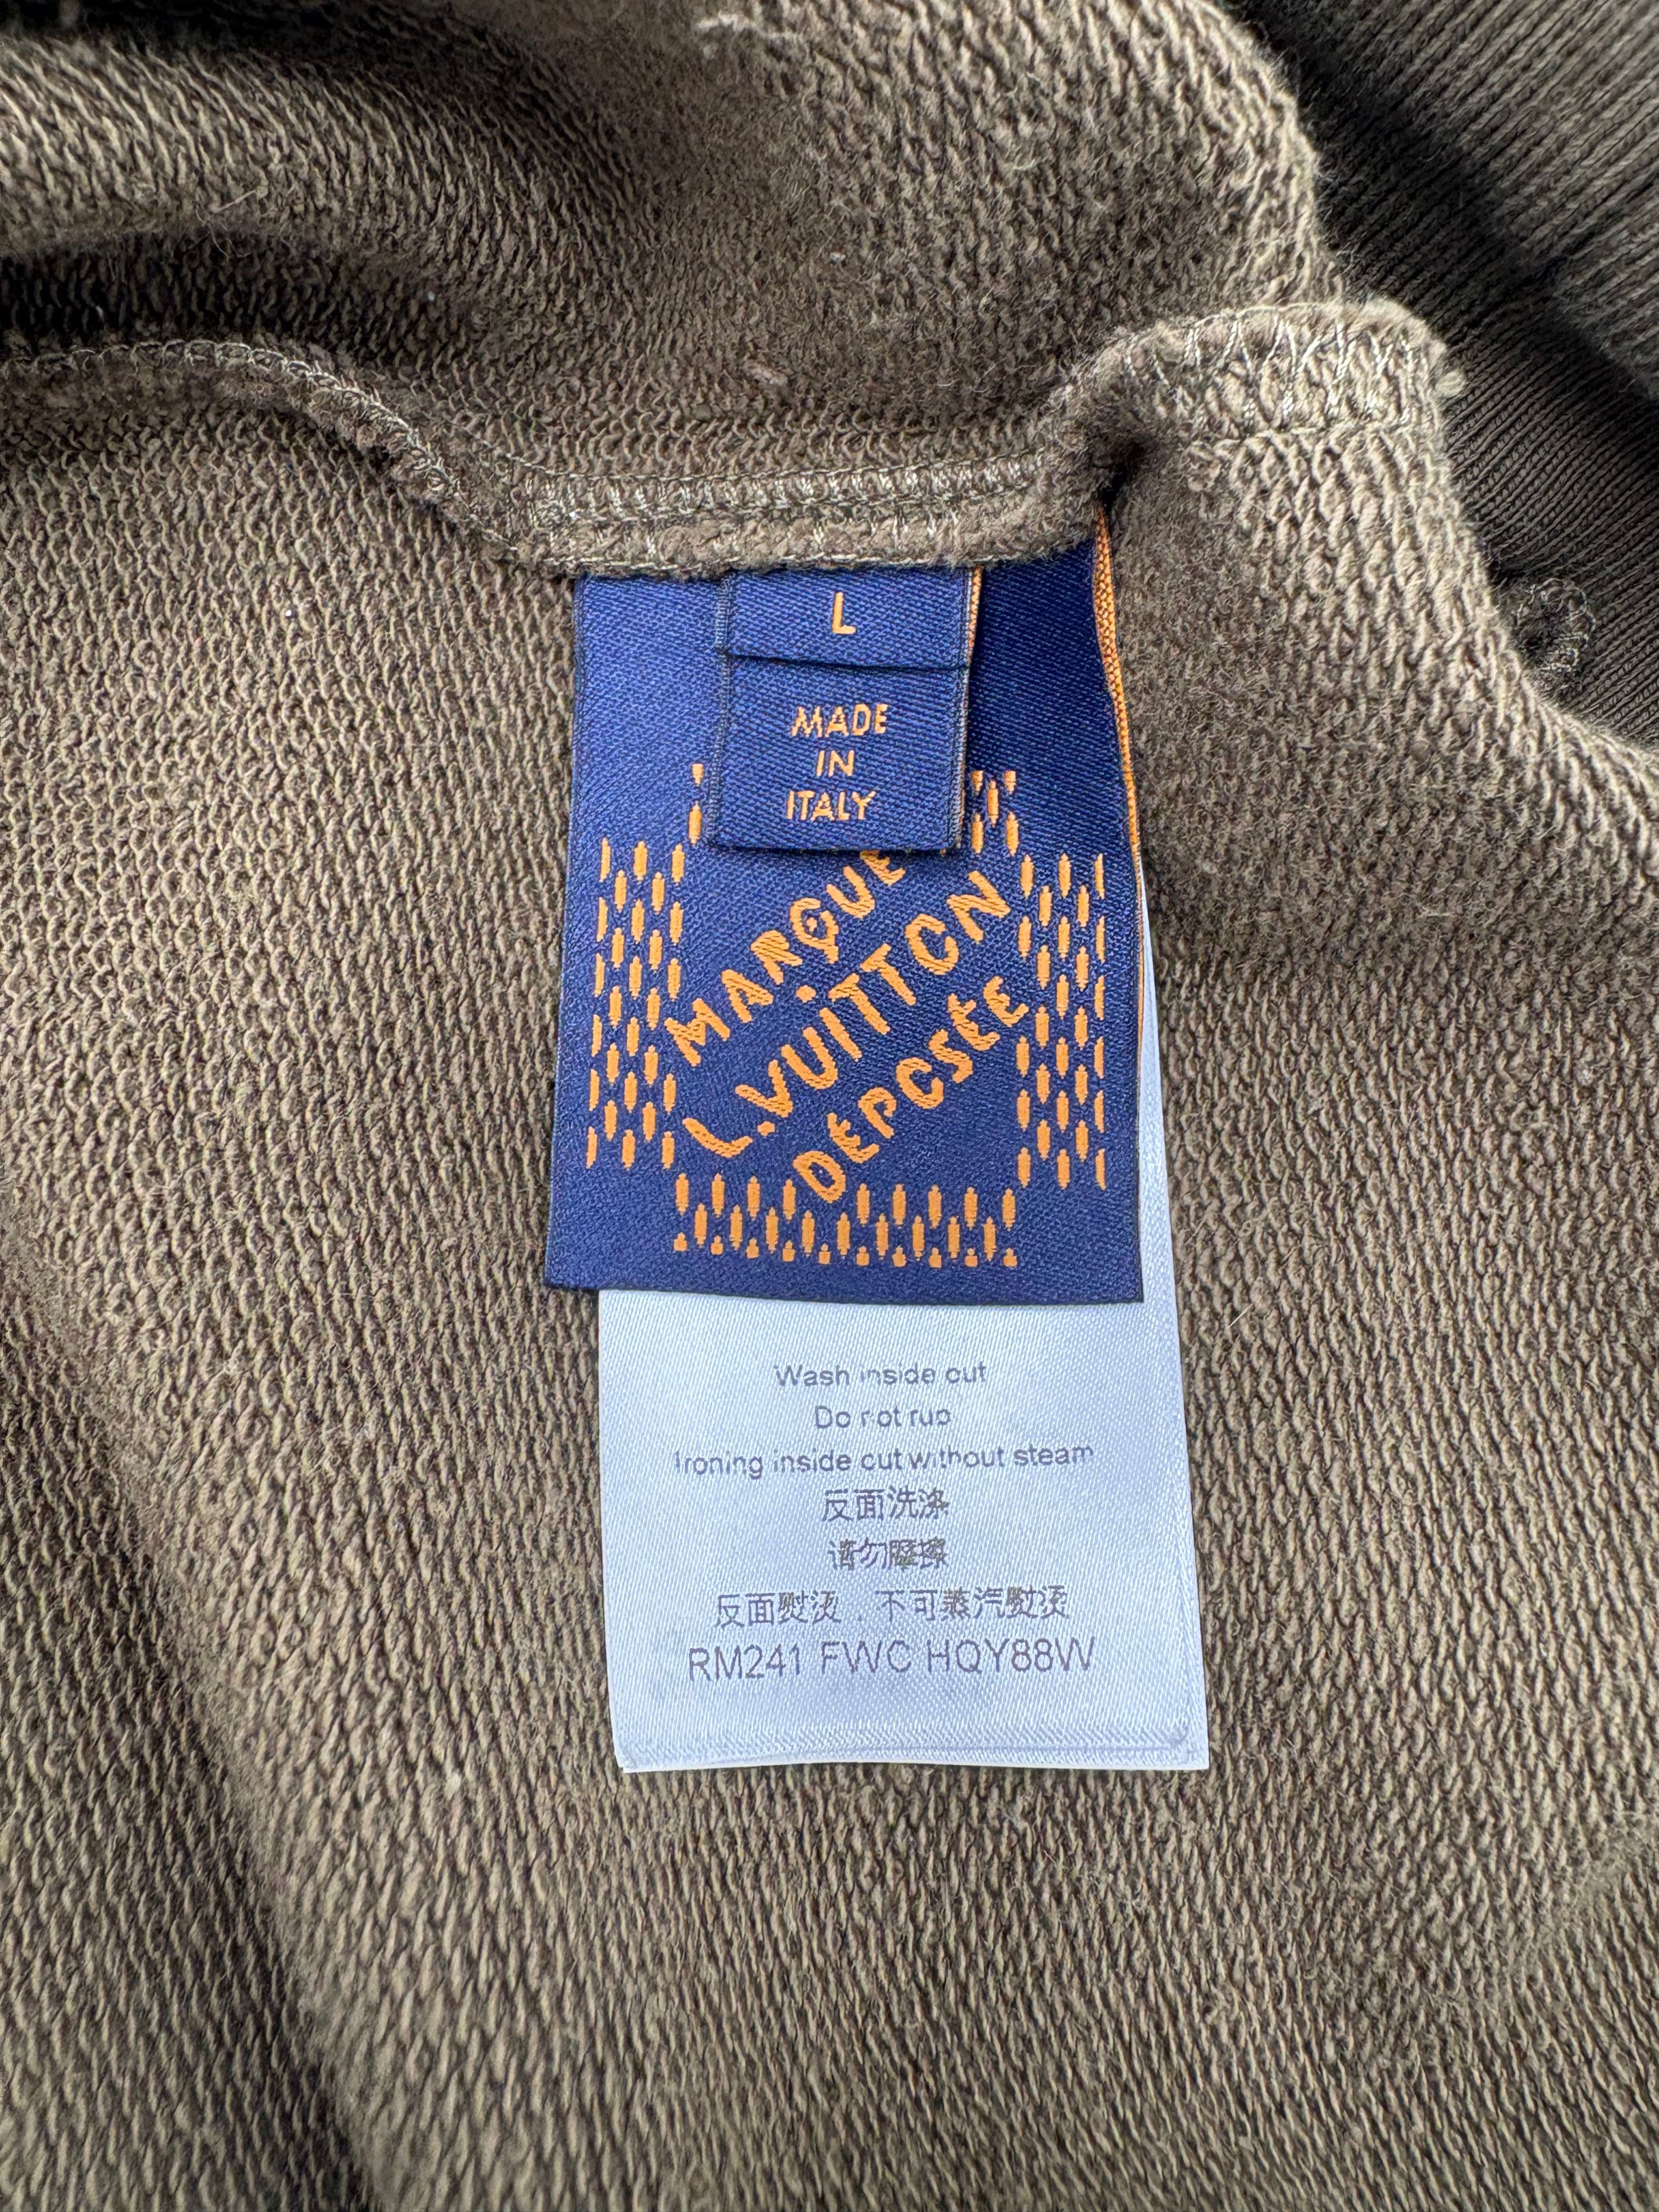 L
MADE
IN
ITALY
MARQUE
L.VUITTON
DÉPOSÉE
Wash inside out
Do not rub
Ironing inside out without steam
反面洗涤
请勿摩擦
反面熨烫．不可蒸汽熨烫
RM241 FWC HQY88W